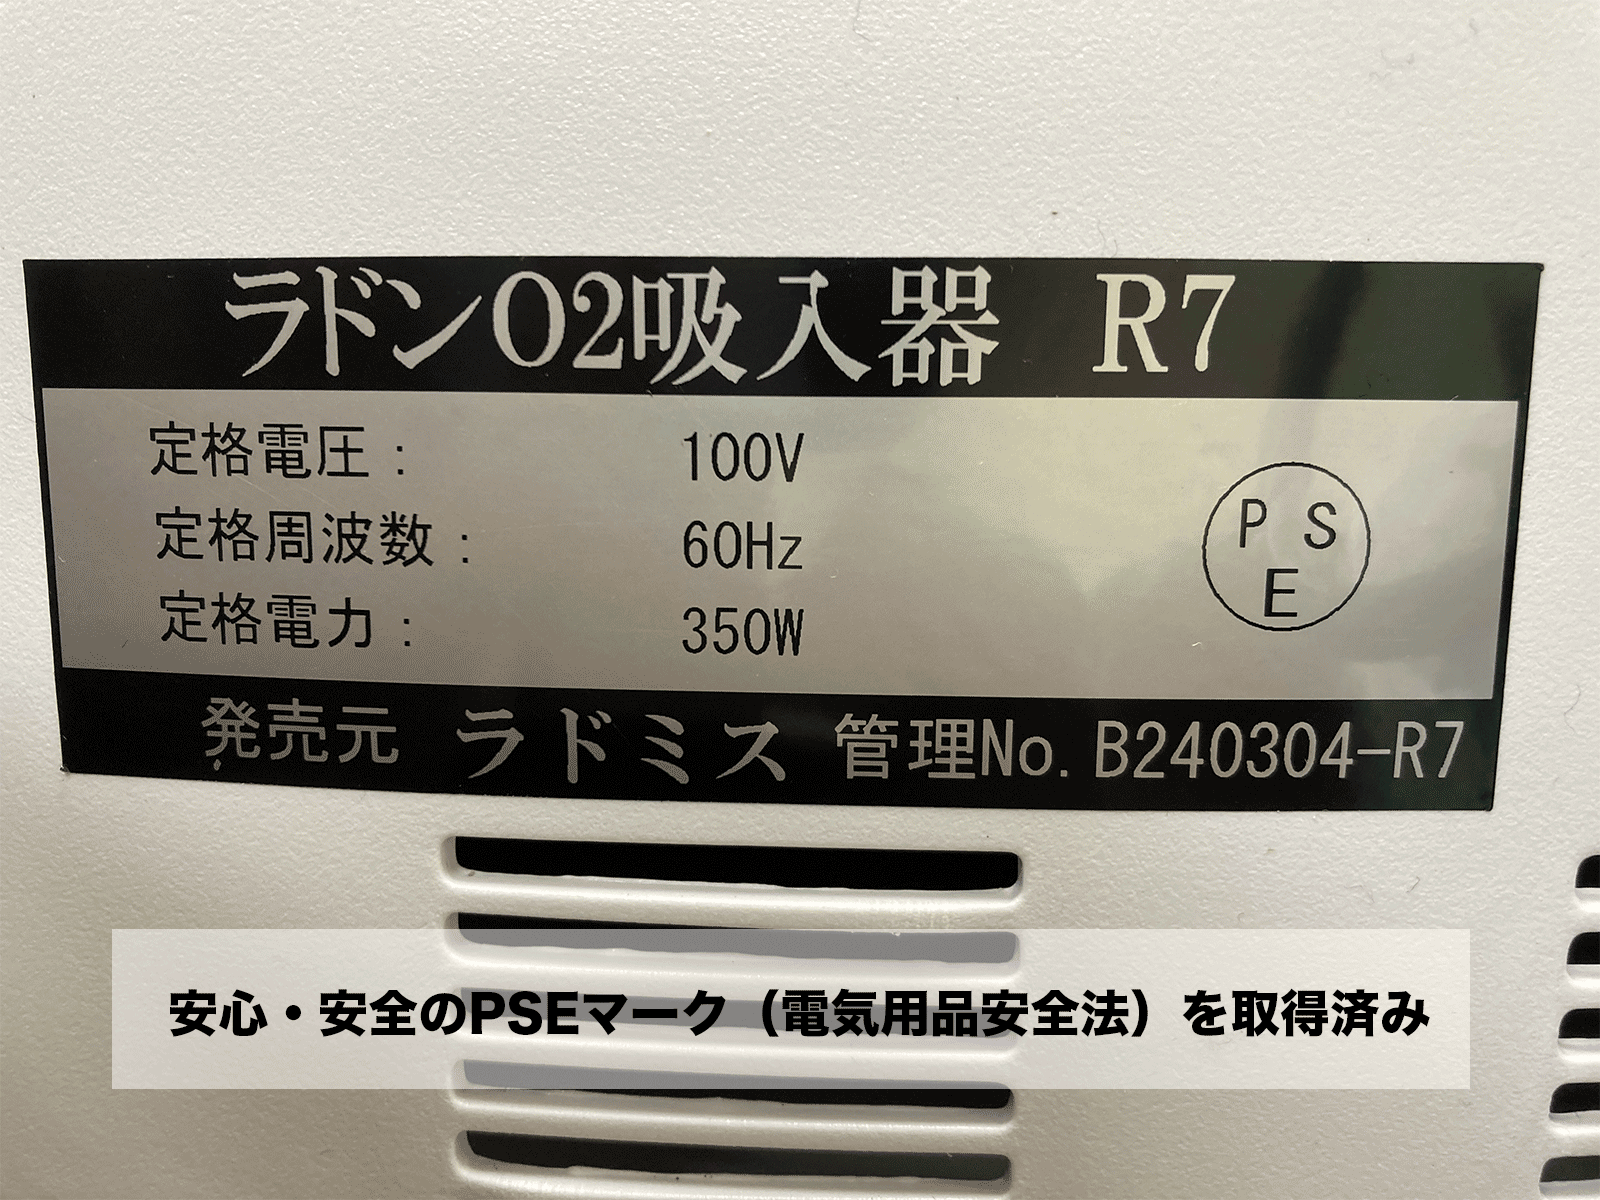 ラドンO2吸入器 R7
定格電圧: 100V
定格周波数: 60Hz
定格電力: 350W
P S
E
発売元 ラドミス 管理No. B240304-R7
安心・安全のPSEマーク（電気用品安全法）を取得済み